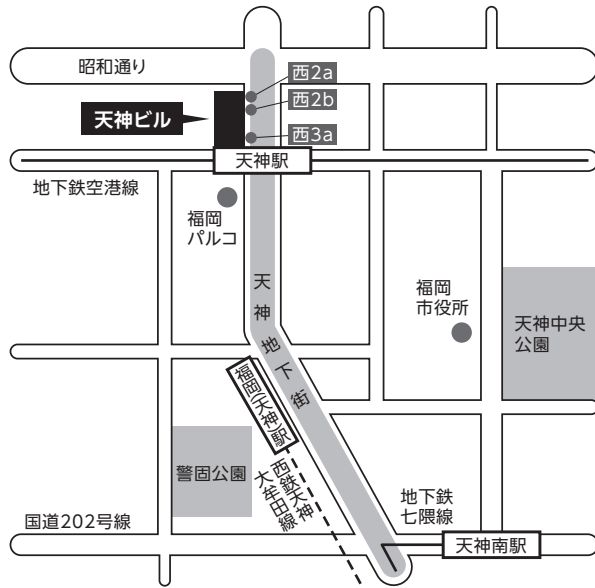 昭和通り
西2a
西2b
天神ビル
西3a
天神駅
地下鉄空港線
福岡
パルコ
天神地下街
福岡
市役所
天神中央
公園
福岡(天神)駅
警固公園
西鉄天神
大牟田線
地下鉄
七隈線
国道202号線
天神南駅